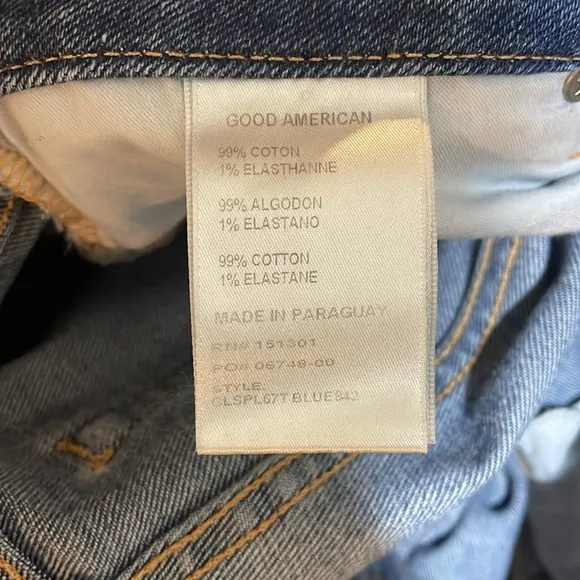 GOOD AMERICAN
99% COTON
1% ELASTHANNE
99% ALGODON
1% ELASTANO
99% COTTON
1% ELASTANE
MADE IN PARAGUAY
RN# 151301
PO# 06748-00
STYLE:
GLSPL67T BLUE842